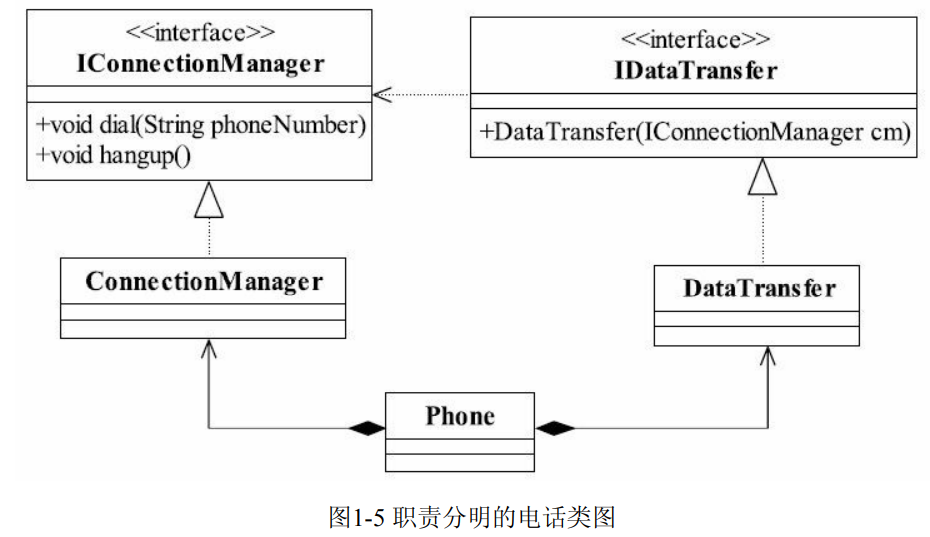 <<interface>>
IConnectionManager
+void dial(String phoneNumber)
+void hangup()
<<interface>>
IDataTransfer
+DataTransfer(IConnectionManager cm)
ConnectionManager
DataTransfer
Phone
图1-5 职责分明的电话类图